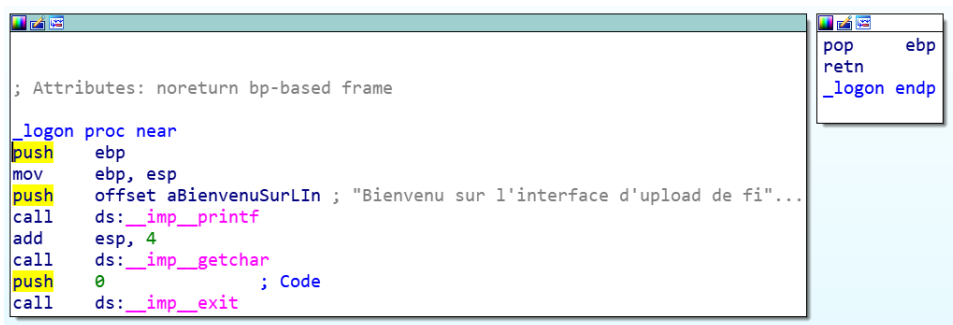 ; Attributes: noreturn bp-based frame
_logon proc near
push ebp
mov ebp, esp
push offset aBienvenuSurLIn ; "Bienvenu sur l'interface d'upload de fi"...
call ds:__imp__printf
add esp, 4
call ds:__imp__getchar
push 0 ; Code
call ds:__imp__exit
pop ebp
retn
_logon endp